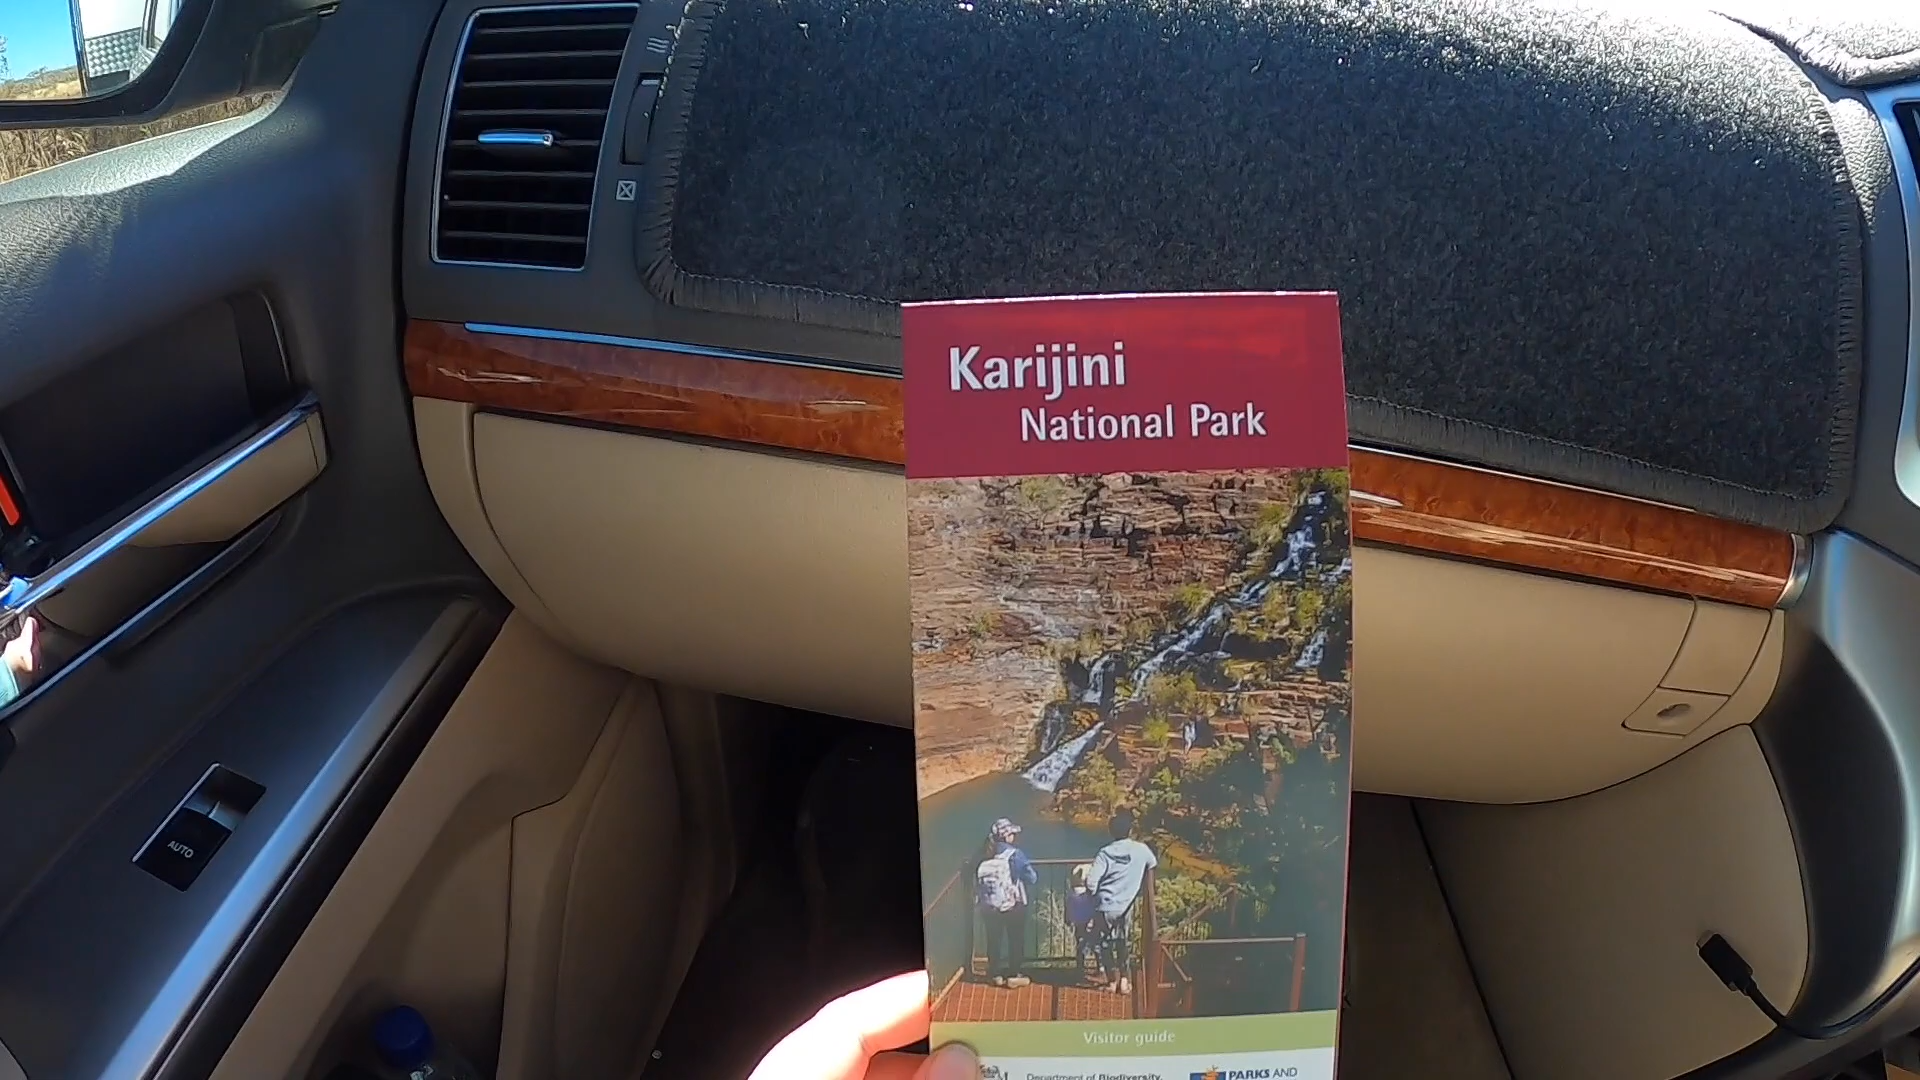 Karijini
National Park
AUTO
Visitor guide
Department of Biodiversity,
PARKS AND